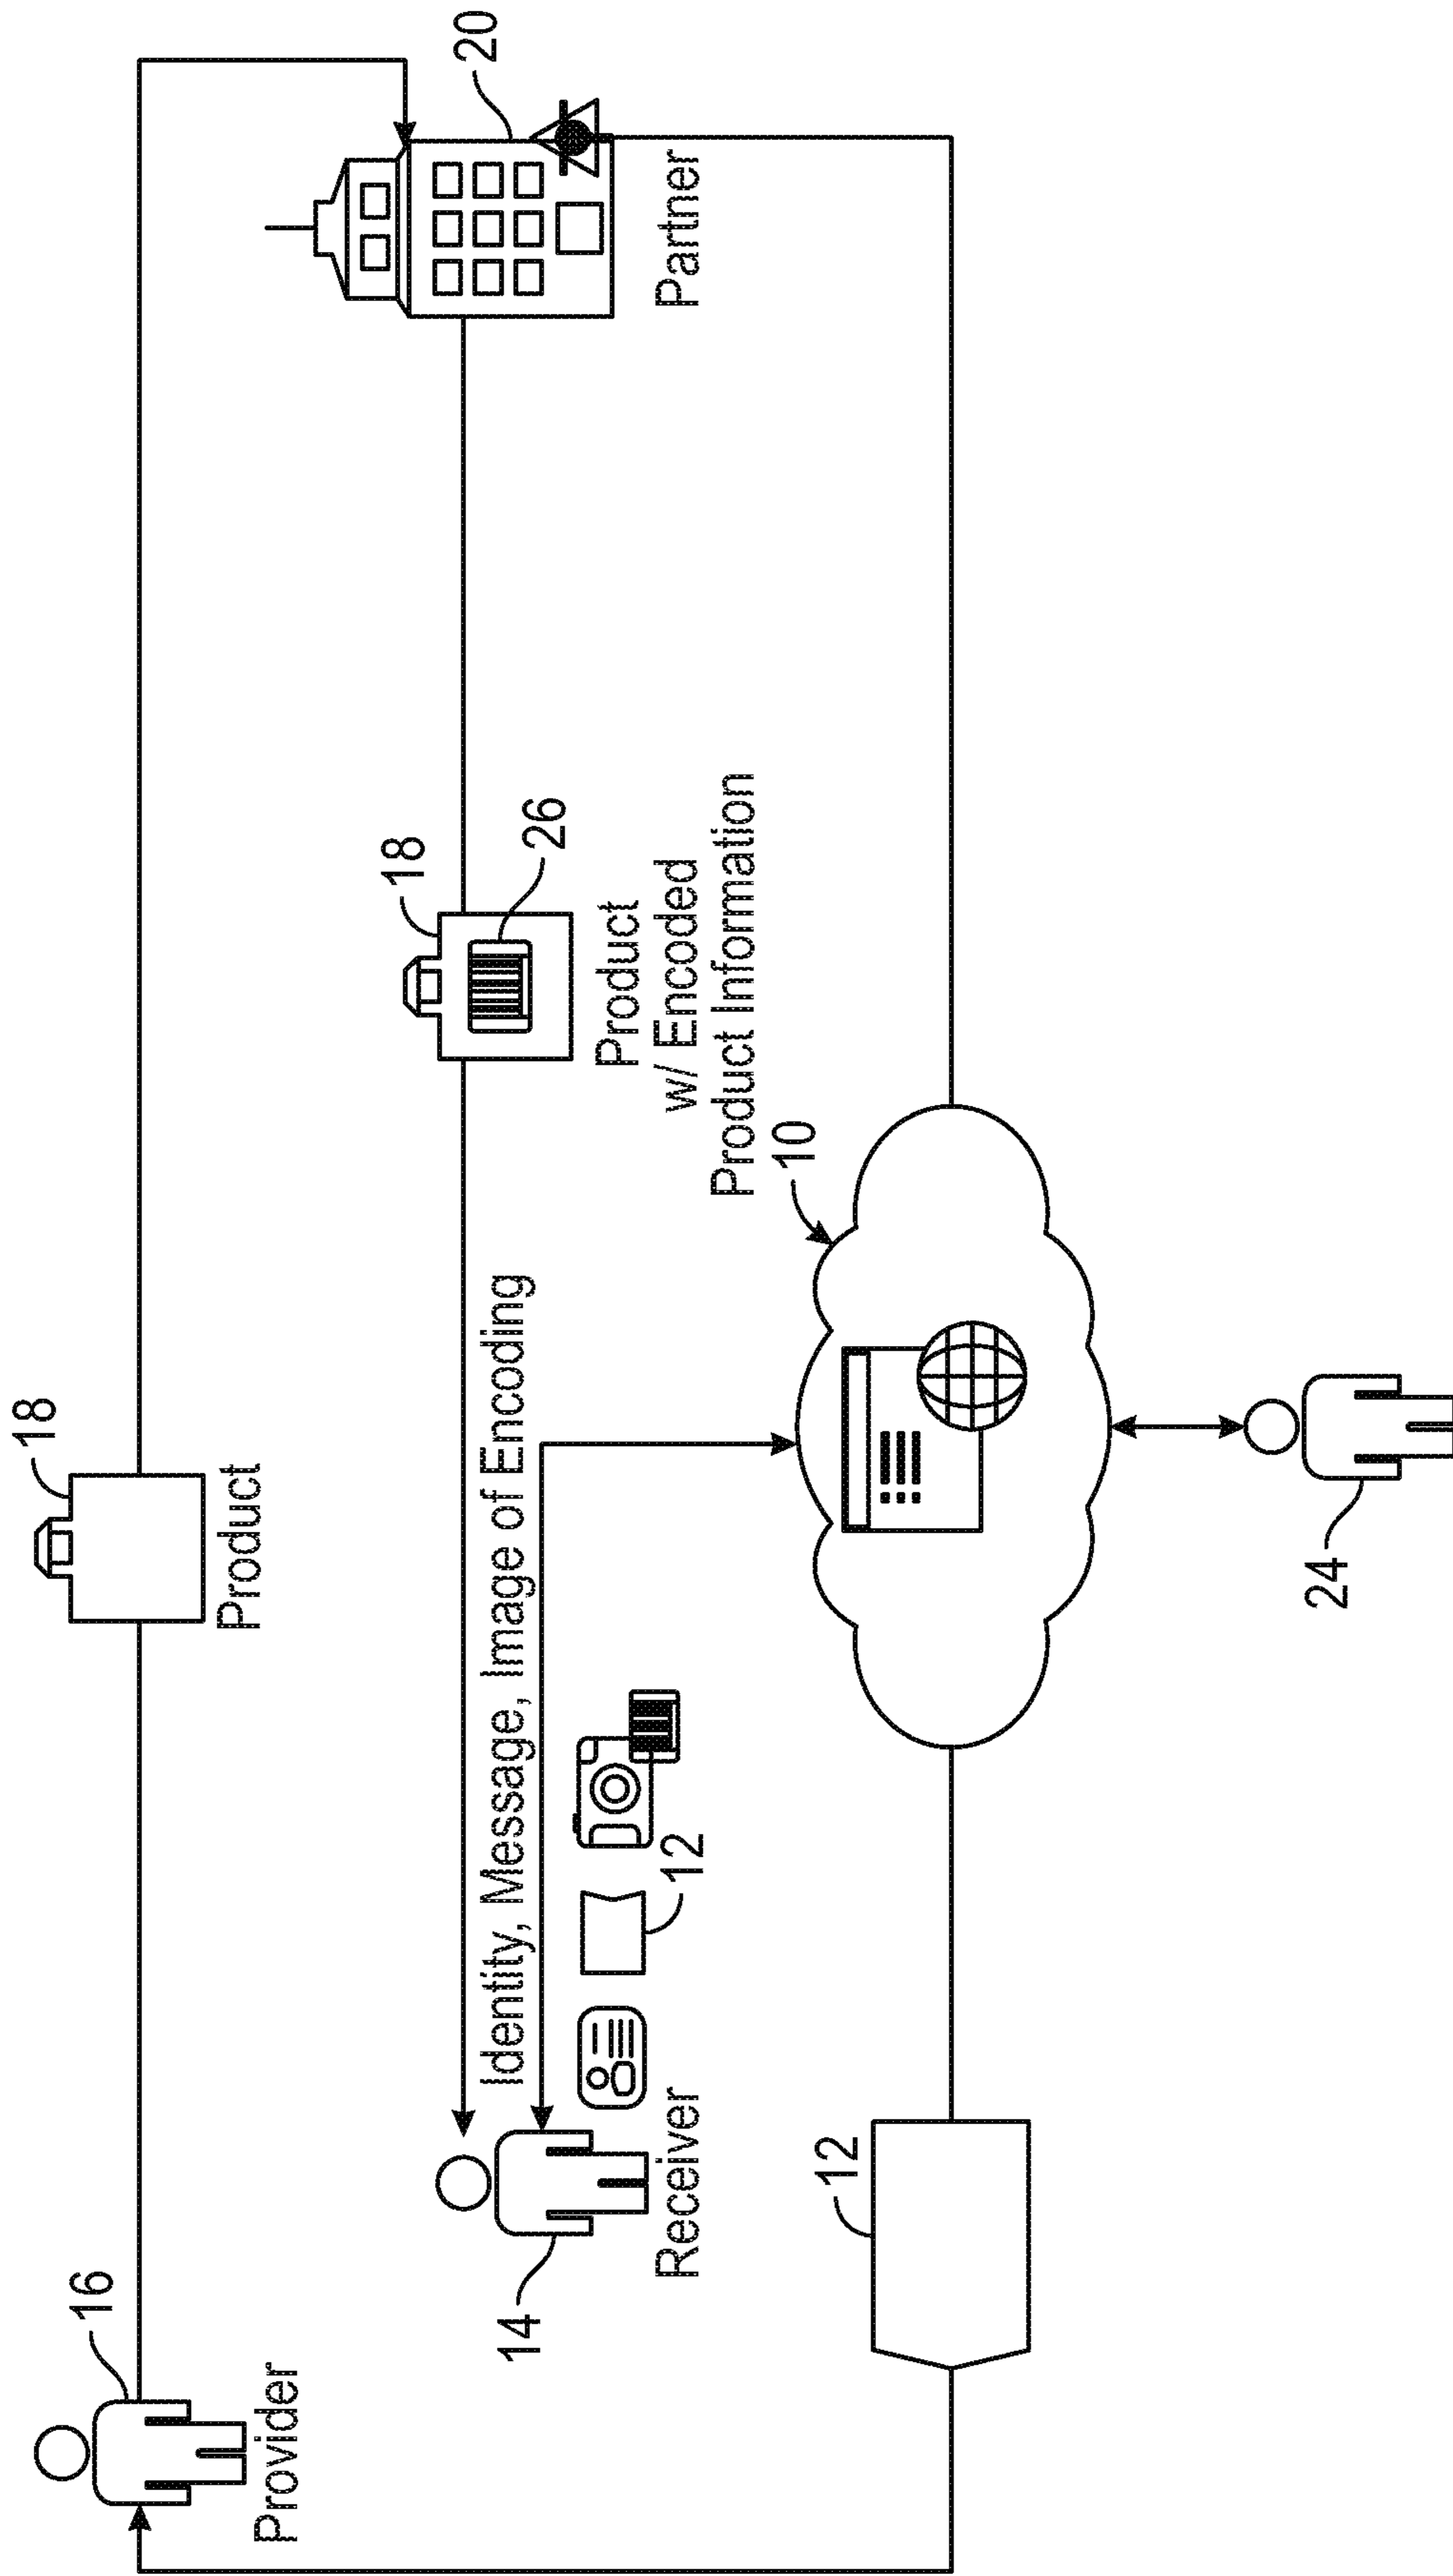 16
Provider
18
Product
20
Partner
18
26
Product
w/ Encoded
Product Information
Identity, Message, Image of Encoding
14
Receiver
12
10
12
24